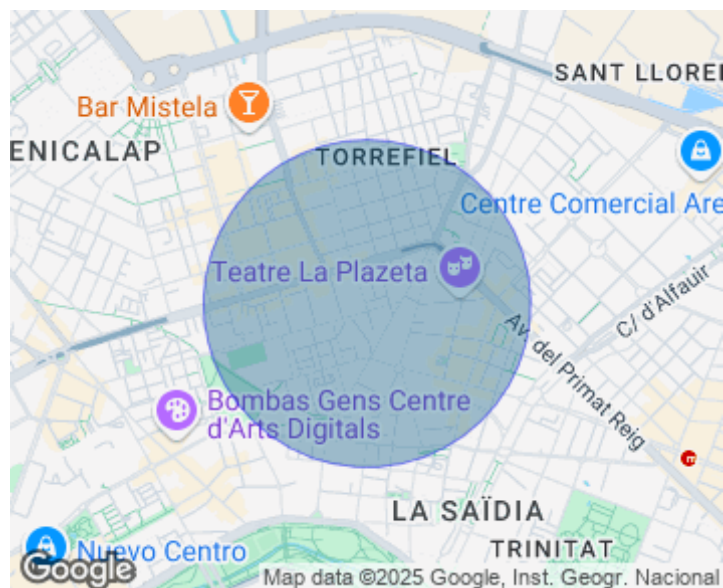 SANT LLOREI
Bar Mistela
ENICALAP
TORREFIEL
Centre Comercial Are
Teatre La Plazeta
C/ d'Alfauir
Av. del Primat Reig
Bombas Gens Centre
d'Arts Digitals
LA SAÏDIA
Nuevo Centro
TRINITAT
Google
Map data ©2025 Google, Inst. Geogr. Nacional